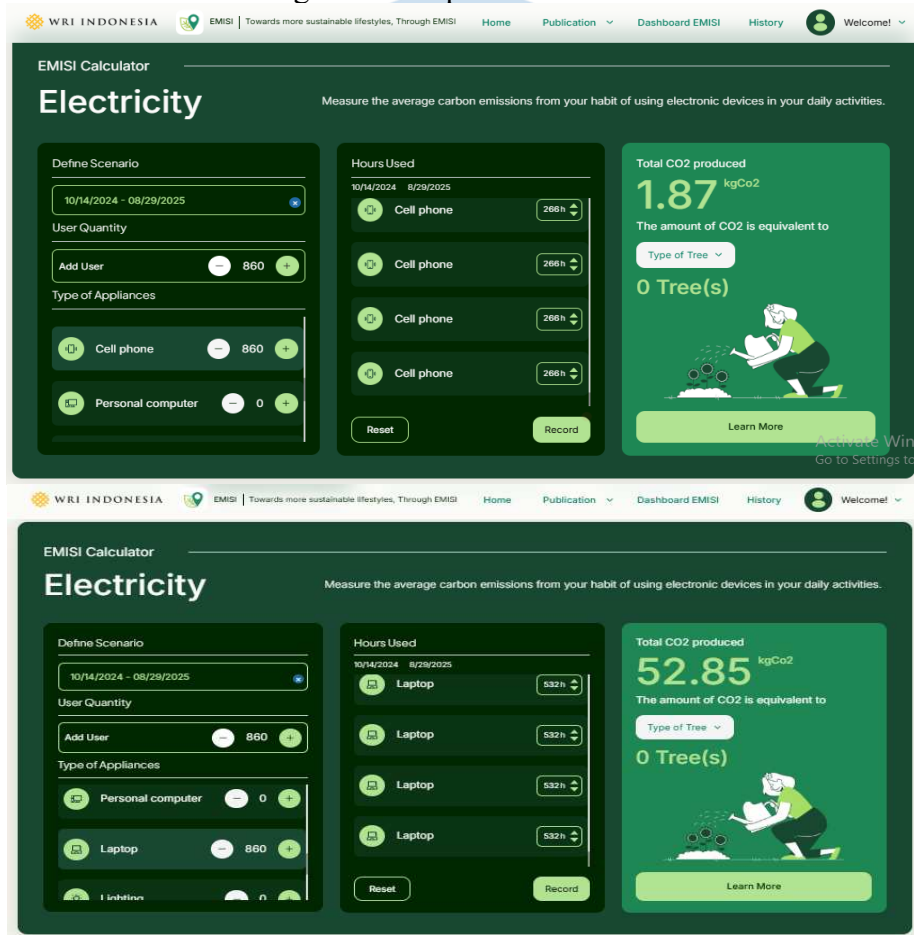 WRI INDONESIA EMISI Towards more sustainable lifestyles, Through EMISI Home Publication Dashboard EMISI History Welcome!
EMISI Calculator
Electricity
Measure the average carbon emissions from your habit of using electronic devices in your daily activities.
Define Scenario
10/14/2024 - 08/29/2025
User Quantity
Add User 860
Type of Appliances
Cell phone 860
Personal computer 0
Hours Used
10/14/2024 8/29/2025
Cell phone 266 h
Cell phone 266 h
Cell phone 266 h
Cell phone 266 h
Reset Record
Total CO2 produced
1.87 kgCo2
The amount of CO2 is equivalent to
Type of Tree
0 Tree(s)
Learn More
Activate Win
Go to Settings to
WRI INDONESIA EMISI Towards more sustainable lifestyles, Through EMISI Home Publication Dashboard EMISI History Welcome!
EMISI Calculator
Electricity
Measure the average carbon emissions from your habit of using electronic devices in your daily activities.
Define Scenario
10/14/2024 - 08/29/2025
User Quantity
Add User 860
Type of Appliances
Personal computer 0
Laptop 860
Lighting 0
Hours Used
10/14/2024 8/29/2025
Laptop 532 h
Laptop 532 h
Laptop 532 h
Laptop 532 h
Reset Record
Total CO2 produced
52.85 kgCo2
The amount of CO2 is equivalent to
Type of Tree
0 Tree(s)
Learn More